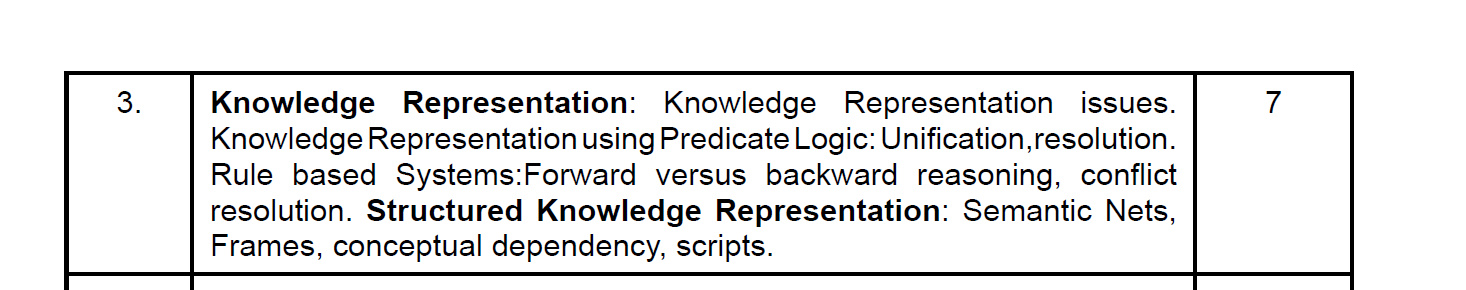 3. Knowledge Representation: Knowledge Representation issues. 7
Knowledge Representation using Predicate Logic: Unification,resolution.
Rule based Systems:Forward versus backward reasoning, conflict
resolution. Structured Knowledge Representation: Semantic Nets,
Frames, conceptual dependency, scripts.